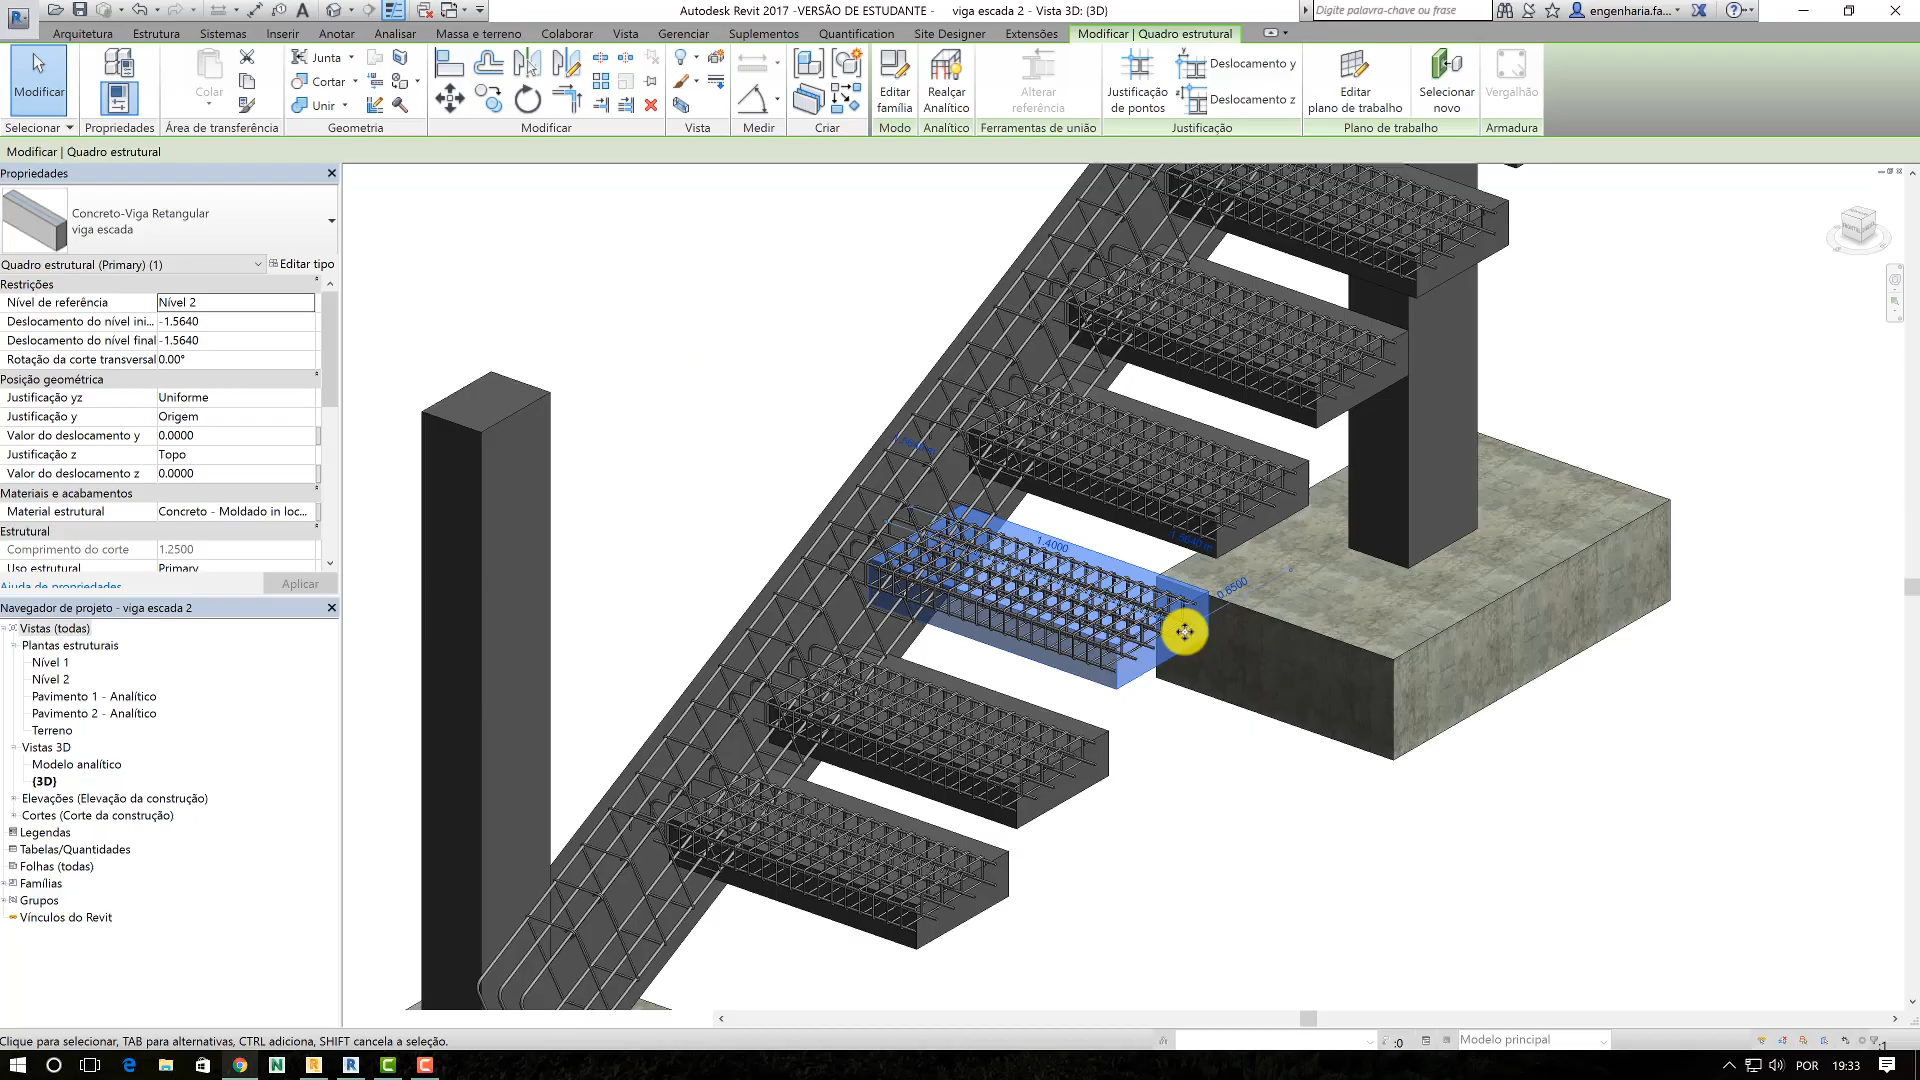 Autodesk Revit 2017 -VERSÃO DE ESTUDANTE - viga escada 2 - Vista 3D: {3D}
Digite palavra-chave ou frase
engenharia.fa...
Arquitetura Estrutura Sistemas Inserir Anotar Analisar Massa e terreno Colaborar Vista Gerenciar Suplementos Quantification Site Designer Extensões Modificar | Quadro estrutural
Modificar
Colar
Junta
Cortar
Unir
Editar família
Realçar Analítico
Alterar referência
Justificação de pontos
Deslocamento y
Deslocamento z
Editar plano de trabalho
Selecionar novo
Vergalhão
Selecionar Propriedades Área de transferência Geometria Modificar Vista Medir Criar Modo Analítico Ferramentas de união Justificação Plano de trabalho Armadura
Modificar | Quadro estrutural
Propriedades
Concreto-Viga Retangular
viga escada
Quadro estrutural (Primary) (1) Editar tipo
Restrições
Nível de referência Nível 2
Deslocamento do nível ini... -1.5640
Deslocamento do nível final -1.5640
Rotação da corte transversal 0.00°
Posição geométrica
Justificação yz Uniforme
Justificação y Origem
Valor do deslocamento y 0.0000
Justificação z Topo
Valor do deslocamento z 0.0000
Materiais e acabamentos
Material estrutural Concreto - Moldado in loc...
Estrutural
Comprimento do corte 1.2500
Uso estrutural Primary
Ajuda de propriedades Aplicar
Navegador de projeto - viga escada 2
Vistas (todas)
Plantas estruturais
Nível 1
Nível 2
Pavimento 1 - Analítico
Pavimento 2 - Analítico
Terreno
Vistas 3D
Modelo analítico
{3D}
Elevações (Elevação da construção)
Cortes (Corte da construção)
Legendas
Tabelas/Quantidades
Folhas (todas)
Famílias
Grupos
Vínculos do Revit
1.4000
0.6500
Clique para selecionar, TAB para alternativas, CTRL adiciona, SHIFT cancela a seleção.
:0
Modelo principal
:1
POR 19:33